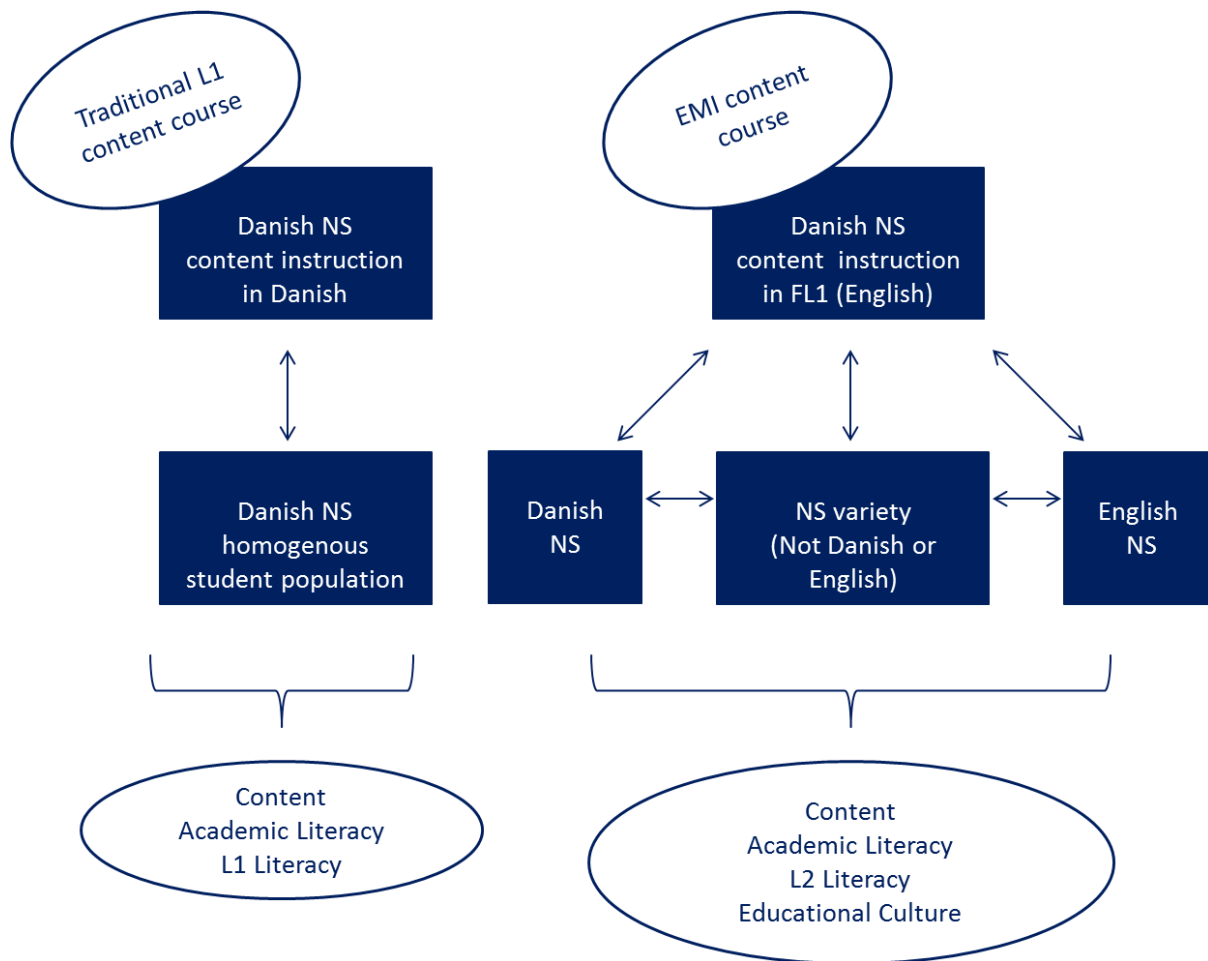 Traditional L1
content course
Danish NS
content instruction
in Danish
Danish NS
homogenous
student population
Content
Academic Literacy
L1 Literacy
EMI content
course
Danish NS
content instruction
in FL1 (English)
Danish
NS
NS variety
(Not Danish or
English)
English
NS
Content
Academic Literacy
L2 Literacy
Educational Culture